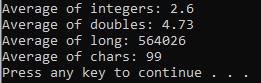 Average of integers: 2.6
Average of doubles: 4.73
Average of long: 564026
Average of chars: 99
Press any key to continue . . .